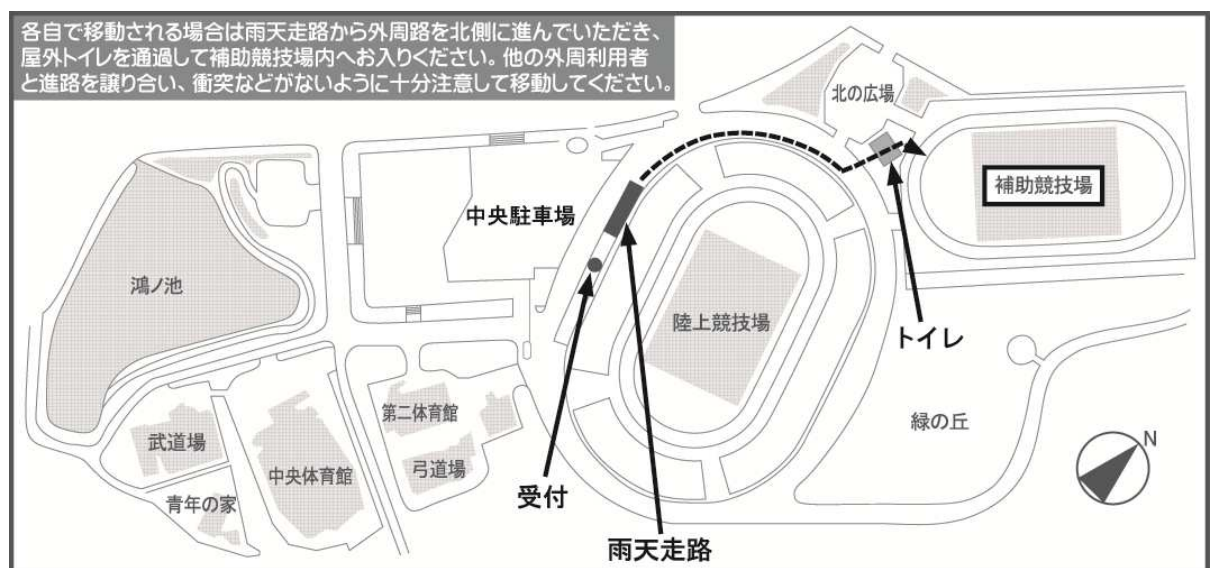 各自で移動される場合は雨天走路から外周路を北側に進んでいただき、
屋外トイレを通過して補助競技場内へお入りください。他の外周利用者
と進路を譲り合い、衝突などがないように十分注意して移動してください。
北の広場
補助競技場
中央駐車場
鴻ノ池
陸上競技場
トイレ
第二体育館
緑の丘
武道場
弓道場
中央体育館
N
青年の家
受付
雨天走路